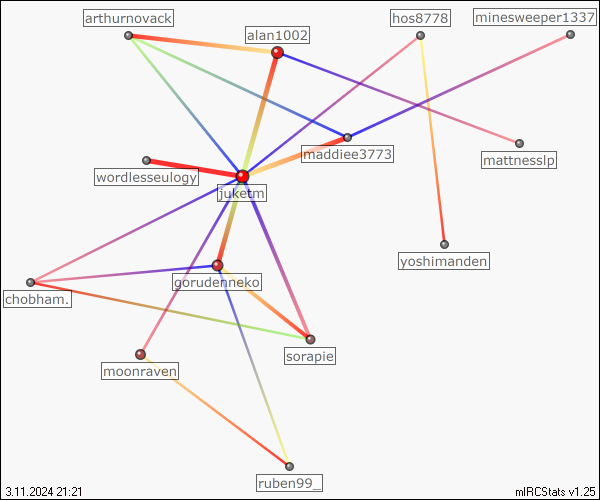 arthurnovack
alan1002
hos8778
minesweeper1337
maddiee3773
mattnesslp
wordlesseulogy
juketm
yoshimanden
gorudenneko
chobham.
sorapie
moonraven
ruben99_
3.11.2024 21:21
mIRCStats v1.25